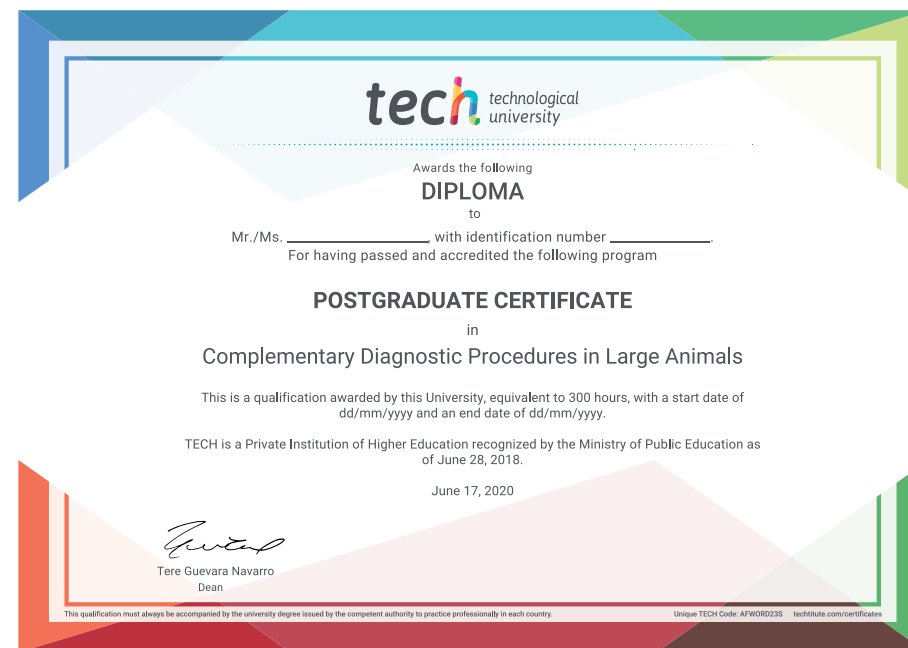 tech technological
university
Awards the following
DIPLOMA
to
Mr./Ms. ____________________, with identification number ______________.
For having passed and accredited the following program
POSTGRADUATE CERTIFICATE
in
Complementary Diagnostic Procedures in Large Animals
This is a qualification awarded by this University, equivalent to 300 hours, with a start date of
dd/mm/yyyy and an end date of dd/mm/yyyy.
TECH is a Private Institution of Higher Education recognized by the Ministry of Public Education as
of June 28, 2018.
June 17, 2020
Tere Guevara Navarro
Dean
This qualification must always be accompanied by the university degree issued by the competent authority to practice professionally in each country. Unique TECH Code: AFWORD23S techtitute.com/certificates